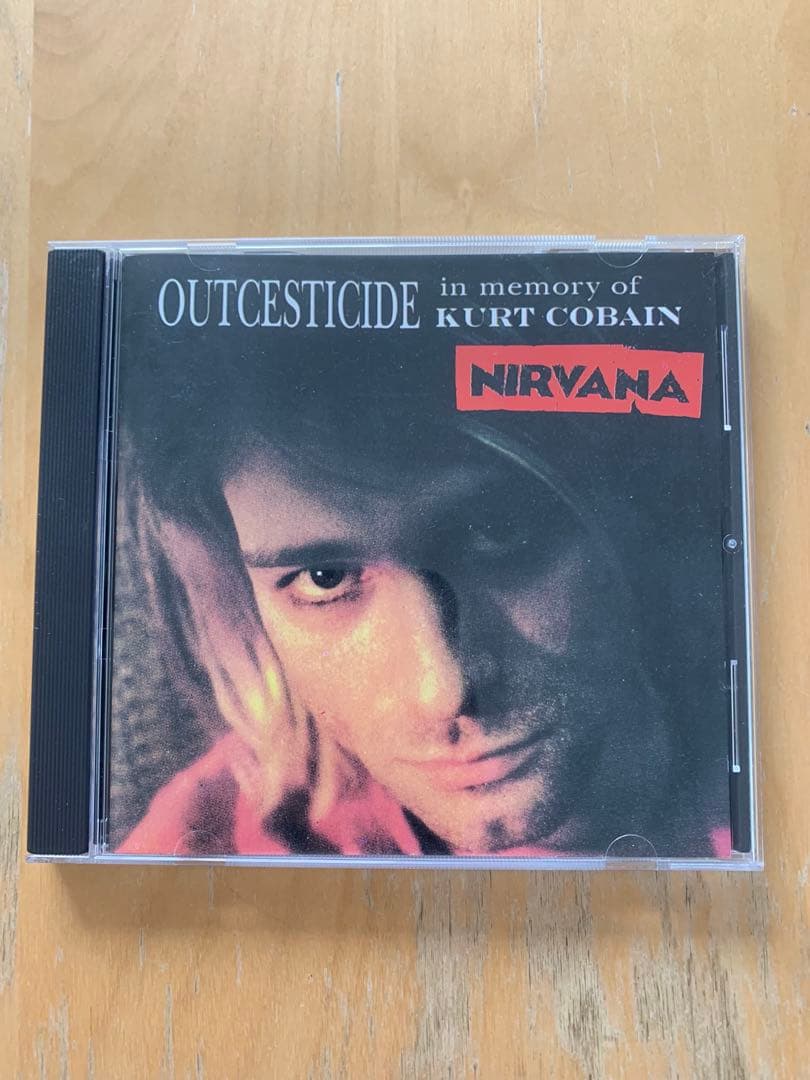 OUTCESTICIDE in memory of
KURT COBAIN
NIRVANA